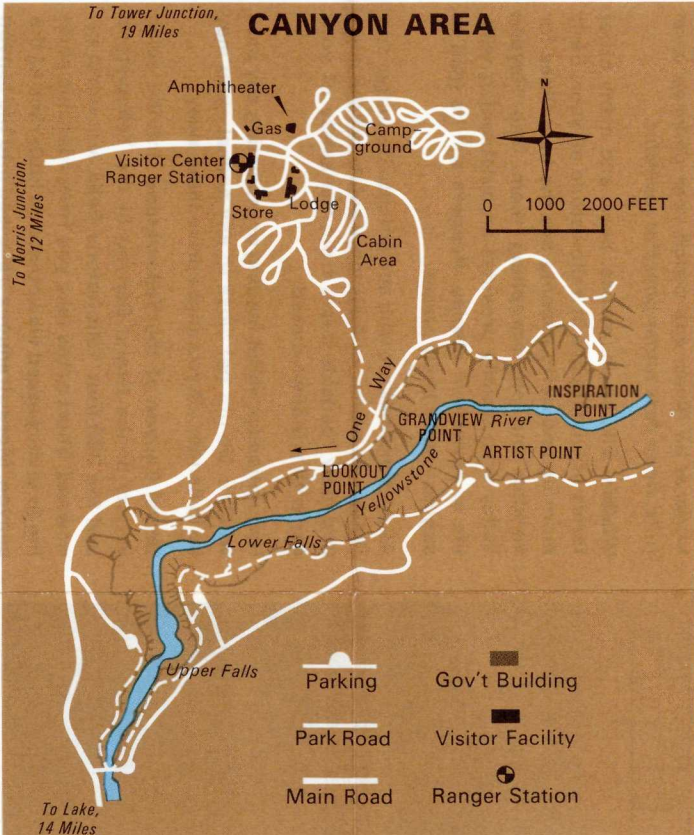 To Tower Junction,
19 Miles
CANYON AREA
Amphitheater
Gas
Camp-
ground
N
Visitor Center
Ranger Station
Store
Lodge
Cabin
Area
0 1000 2000 FEET
To Norris Junction,
12 Miles
One Way
INSPIRATION
POINT
GRANDVIEW
POINT
River
ARTIST POINT
LOOKOUT
POINT
Yellowstone
Lower Falls
Upper Falls
Parking
Gov't Building
Park Road
Visitor Facility
Main Road
Ranger Station
To Lake,
14 Miles